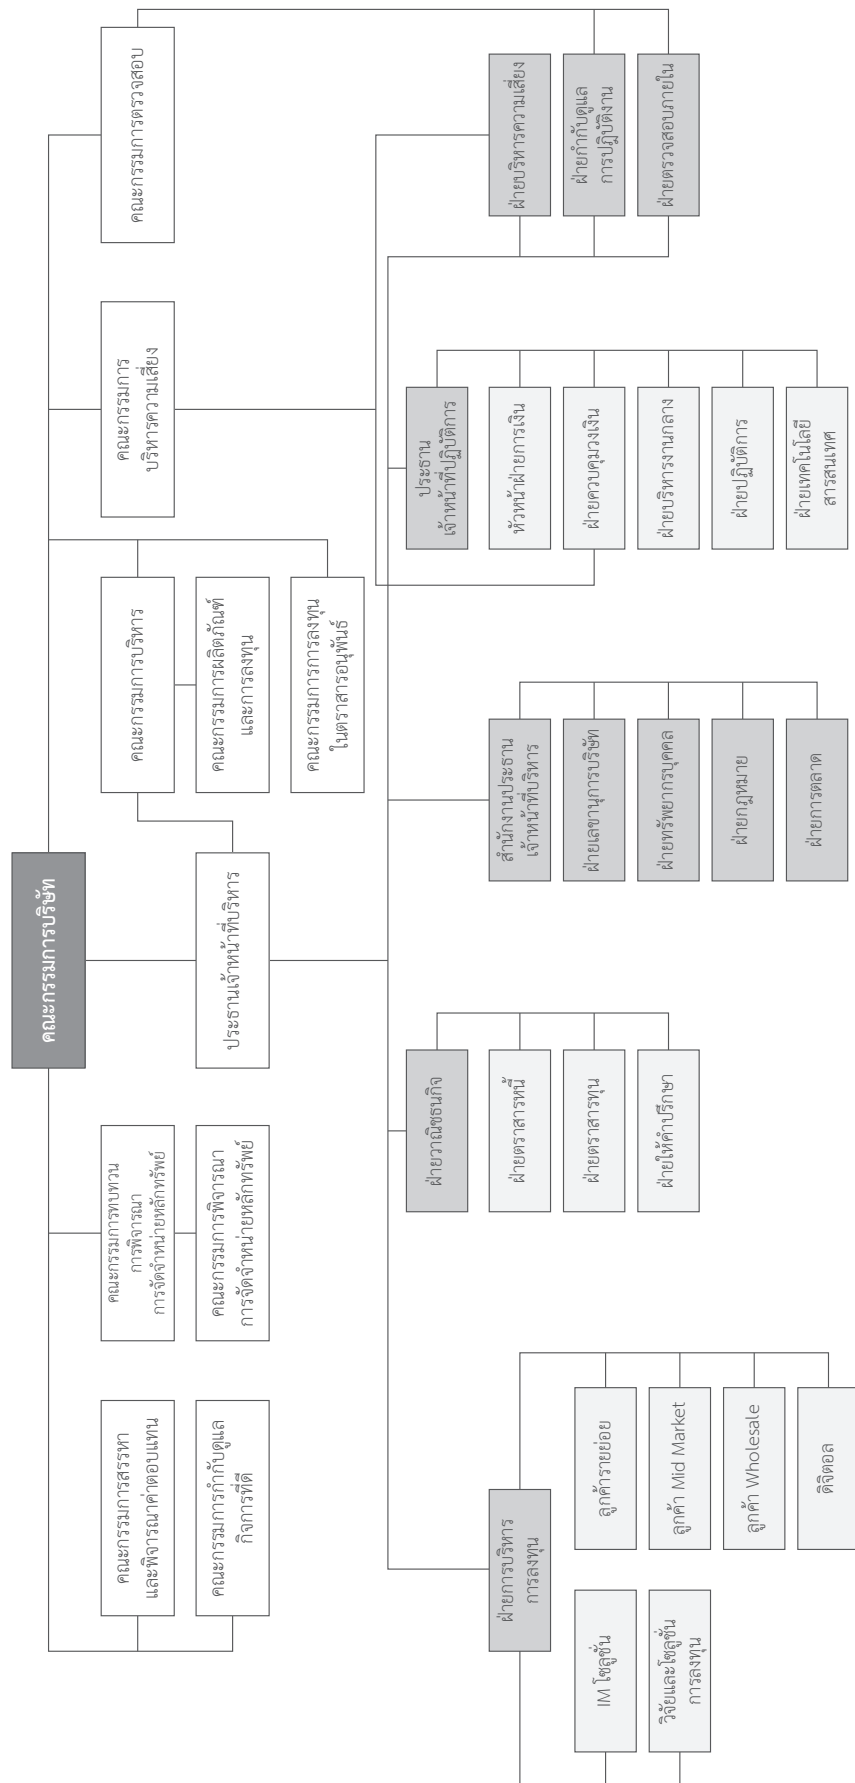 คณะกรรมการบริษัท
คณะกรรมการสรรหา
และพิจารณาค่าตอบแทน
คณะกรรมการกำกับดูแล
กิจการที่ดี
คณะกรรมการทบทวน
การพิจารณา
การจัดจำหน่ายหลักทรัพย์
คณะกรรมการพิจารณา
การจัดจำหน่ายหลักทรัพย์
ประธานเจ้าหน้าที่บริหาร
คณะกรรมการบริหาร
คณะกรรมการผลิตภัณฑ์
และการลงทุน
คณะกรรมการการลงทุน
ในตราสารอนุพันธ์
คณะกรรมการ
บริหารความเสี่ยง
คณะกรรมการตรวจสอบ
ฝ่ายการบริหาร
การลงทุน
IM โซลูชั่น
วิจัยและโซลูชั่น
การลงทุน
ลูกค้ารายย่อย
ลูกค้า Mid Market
ลูกค้า Wholesale
ดิจิตอล
ฝ่ายวาณิชธนกิจ
ฝ่ายตราสารหนี้
ฝ่ายตราสารทุน
ฝ่ายให้คำปรึกษา
สำนักงานประธาน
เจ้าหน้าที่บริหาร
ฝ่ายเลขานุการบริษัท
ฝ่ายทรัพยากรบุคคล
ฝ่ายกฎหมาย
ฝ่ายการตลาด
ประธาน
เจ้าหน้าที่ปฏิบัติการ
หัวหน้าฝ่ายการเงิน
ฝ่ายควบคุมวงเงิน
ฝ่ายบริหารงานกลาง
ฝ่ายปฏิบัติการ
ฝ่ายเทคโนโลยี
สารสนเทศ
ฝ่ายบริหารความเสี่ยง
ฝ่ายกำกับดูแล
การปฏิบัติงาน
ฝ่ายตรวจสอบภายใน